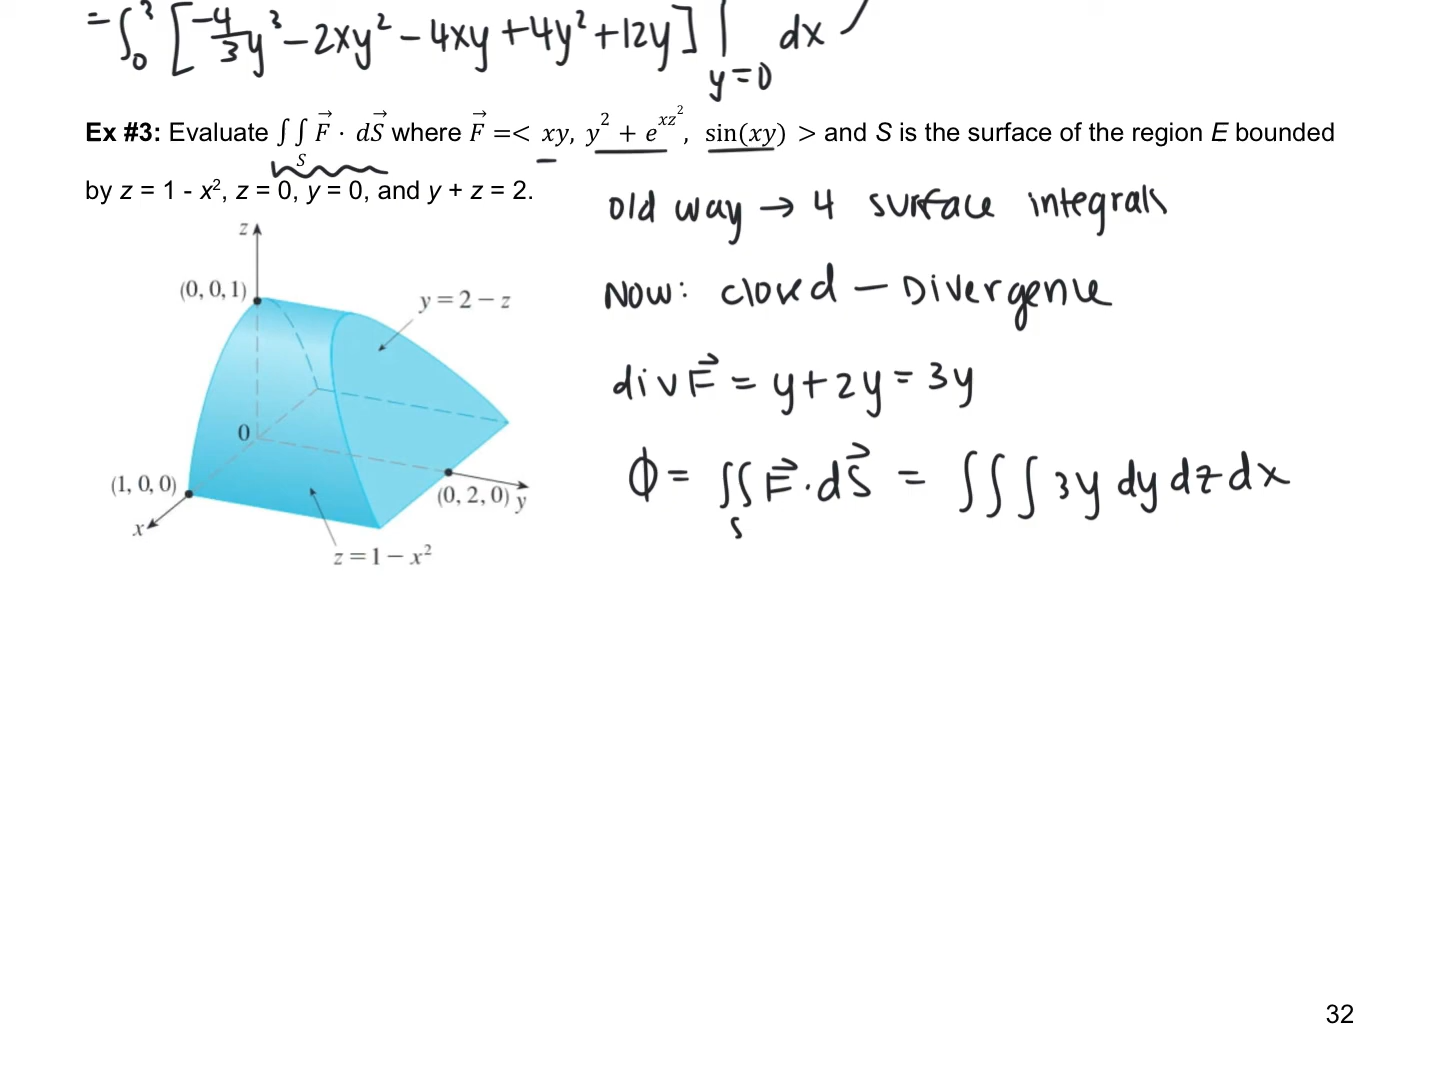 = ∫₀³ [-4/3 y³ - 2xy² - 4xy + 4y² + 12y] | y=0 dx
Ex #3: Evaluate ∫∫ F⃗ · dS⃗ where F⃗ =< xy, y² + e^(xz²), sin(xy) > and S is the surface of the region E bounded
S
by z = 1 - x², z = 0, y = 0, and y + z = 2.
old way → 4 surface integrals
z
(0, 0, 1)
y = 2 − z
Now: closed — Divergence
div F⃗ = y + 2y = 3y
0
(1, 0, 0)
(0, 2, 0) y
x
z = 1 − x²
ϕ = ∫∫ F⃗ · dS⃗ = ∫∫∫ 3y dy dz dx
S
32